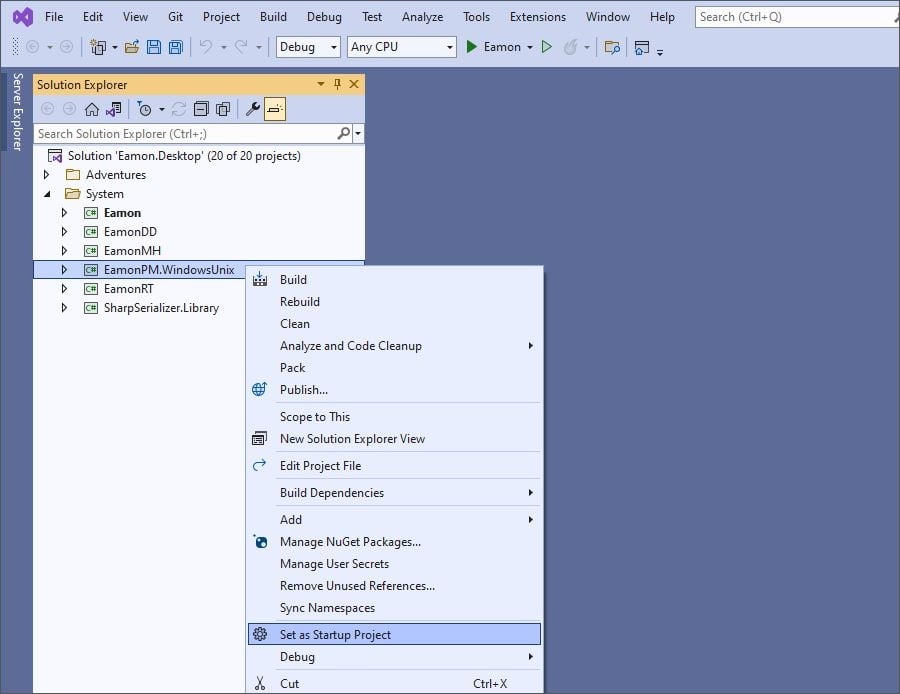 File Edit View Git Project Build Debug Test Analyze Tools Extensions Window Help Search (Ctrl+Q)
Debug Any CPU Eamon
Server Explorer
Solution Explorer
Search Solution Explorer (Ctrl+;)
Solution 'Eamon.Desktop' (20 of 20 projects)
Adventures
System
C# Eamon
C# EamonDD
C# EamonMH
C# EamonPM.WindowsUnix
C# EamonRT
C# SharpSerializer.Library
Build
Rebuild
Clean
Analyze and Code Cleanup
Pack
Publish...
Scope to This
New Solution Explorer View
Edit Project File
Build Dependencies
Add
Manage NuGet Packages...
Manage User Secrets
Remove Unused References...
Sync Namespaces
Set as Startup Project
Debug
Cut Ctrl+X